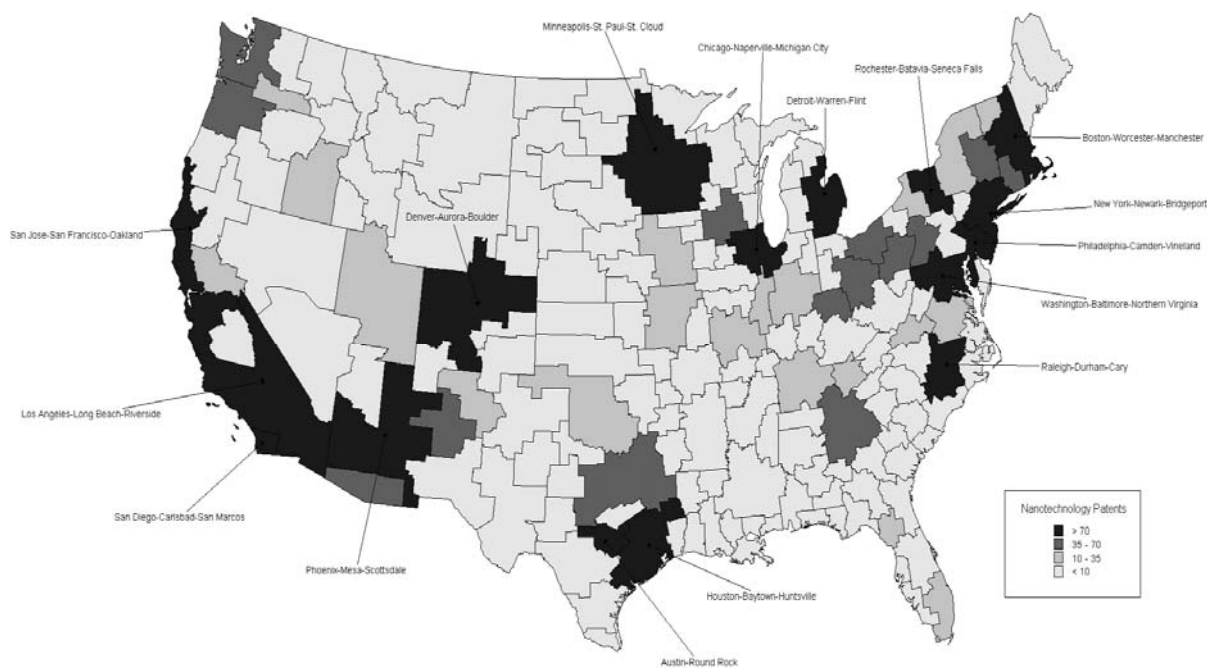 Minneapolis-St. Paul-St. Cloud
Chicago-Naperville-Michigan City
Rochester-Batavia-Seneca Falls
Detroit-Warren-Flint
Boston-Worcester-Manchester
New York-Newark-Bridgeport
Denver-Aurora-Boulder
San Jose-San Francisco-Oakland
Philadelphia-Camden-Vineland
Washington-Baltimore-Northern Virginia
Raleigh-Durham-Cary
Los Angeles-Long Beach-Riverside
San Diego-Carlsbad-San Marcos
Phoenix-Mesa-Scottsdale
Houston-Baytown-Huntsville
Austin-Round Rock
Nanotechnology Patents
> 70
35 - 70
10 - 35
< 10